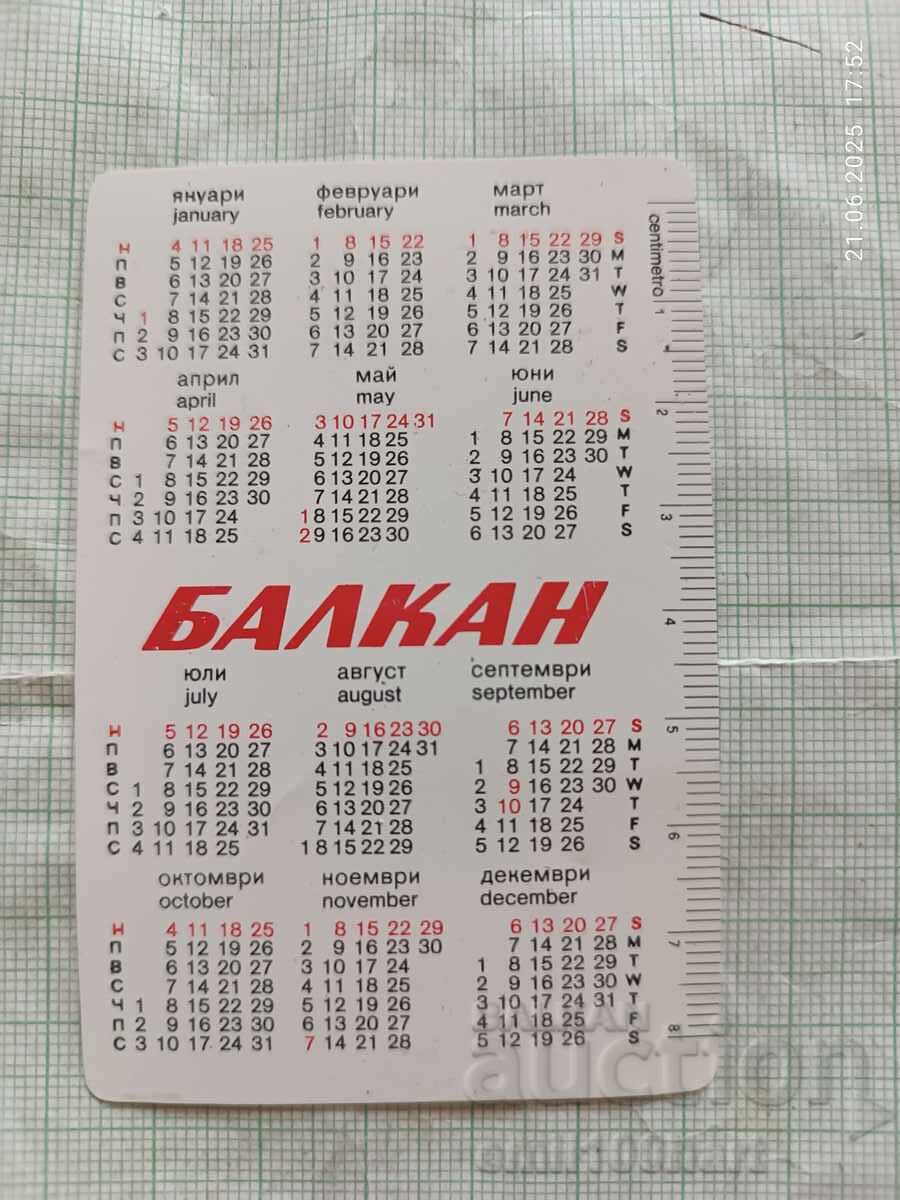 21.06.2025 17:52
януари февруари март
january february march
Н 4 11 18 25 1 8 15 22 1 8 15 22 29 S
П 5 12 19 26 2 9 16 23 2 9 16 23 30 M
В 6 13 20 27 3 10 17 24 3 10 17 24 31 T
С 7 14 21 28 4 11 18 25 4 11 18 25 W
Ч 1 8 15 22 29 5 12 19 26 5 12 19 26 T
П 2 9 16 23 30 6 13 20 27 6 13 20 27 F
С 3 10 17 24 31 7 14 21 28 7 14 21 28 S
април май юни
april may june
Н 5 12 19 26 3 10 17 24 31 7 14 21 28 S
П 6 13 20 27 4 11 18 25 1 8 15 22 29 M
В 7 14 21 28 5 12 19 26 2 9 16 23 30 T
С 1 8 15 22 29 6 13 20 27 3 10 17 24 W
Ч 2 9 16 23 30 7 14 21 28 4 11 18 25 T
П 3 10 17 24 1 8 15 22 29 5 12 19 26 F
С 4 11 18 25 2 9 16 23 30 6 13 20 27 S
БАЛКАН
юли август септември
july august september
Н 5 12 19 26 2 9 16 23 30 6 13 20 27 S
П 6 13 20 27 3 10 17 24 31 7 14 21 28 M
В 7 14 21 28 4 11 18 25 1 8 15 22 29 T
С 1 8 15 22 29 5 12 19 26 2 9 16 23 30 W
Ч 2 9 16 23 30 6 13 20 27 3 10 17 24 T
П 3 10 17 24 31 7 14 21 28 4 11 18 25 F
С 4 11 18 25 1 8 15 22 29 5 12 19 26 S
октомври ноември декември
october november december
Н 4 11 18 25 1 8 15 22 29 6 13 20 27 S
П 5 12 19 26 2 9 16 23 30 7 14 21 28 M
В 6 13 20 27 3 10 17 24 1 8 15 22 29 T
С 7 14 21 28 4 11 18 25 2 9 16 23 30 W
Ч 1 8 15 22 29 5 12 19 26 3 10 17 24 31 T
П 2 9 16 23 30 6 13 20 27 4 11 18 25 F
С 3 10 17 24 31 7 14 21 28 5 12 19 26 S
centimetro 1 2 3 4 5 6 7 8
BALKAN
auction
emil100nart